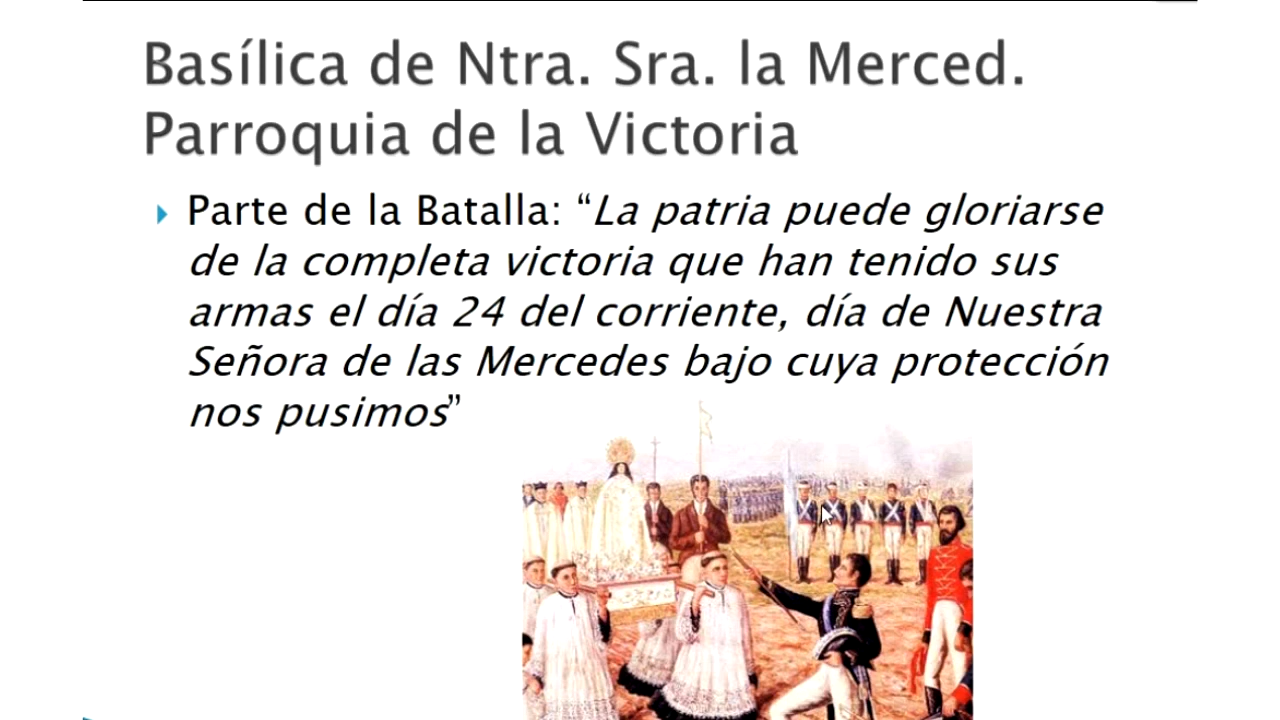 Basílica de Ntra. Sra. la Merced.
Parroquia de la Victoria
Parte de la Batalla: “La patria puede gloriarse
de la completa victoria que han tenido sus
armas el día 24 del corriente, día de Nuestra
Señora de las Mercedes bajo cuya protección
nos pusimos”